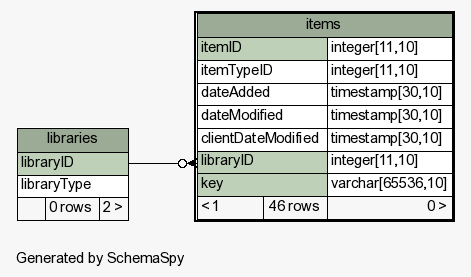 items
itemID integer[11,10]
itemTypeID integer[11,10]
dateAdded timestamp[30,10]
dateModified timestamp[30,10]
clientDateModified timestamp[30,10]
libraryID integer[11,10]
key varchar[65536,10]
< 1 46 rows 0 >
libraries
libraryID
libraryType
0 rows 2 >
Generated by SchemaSpy